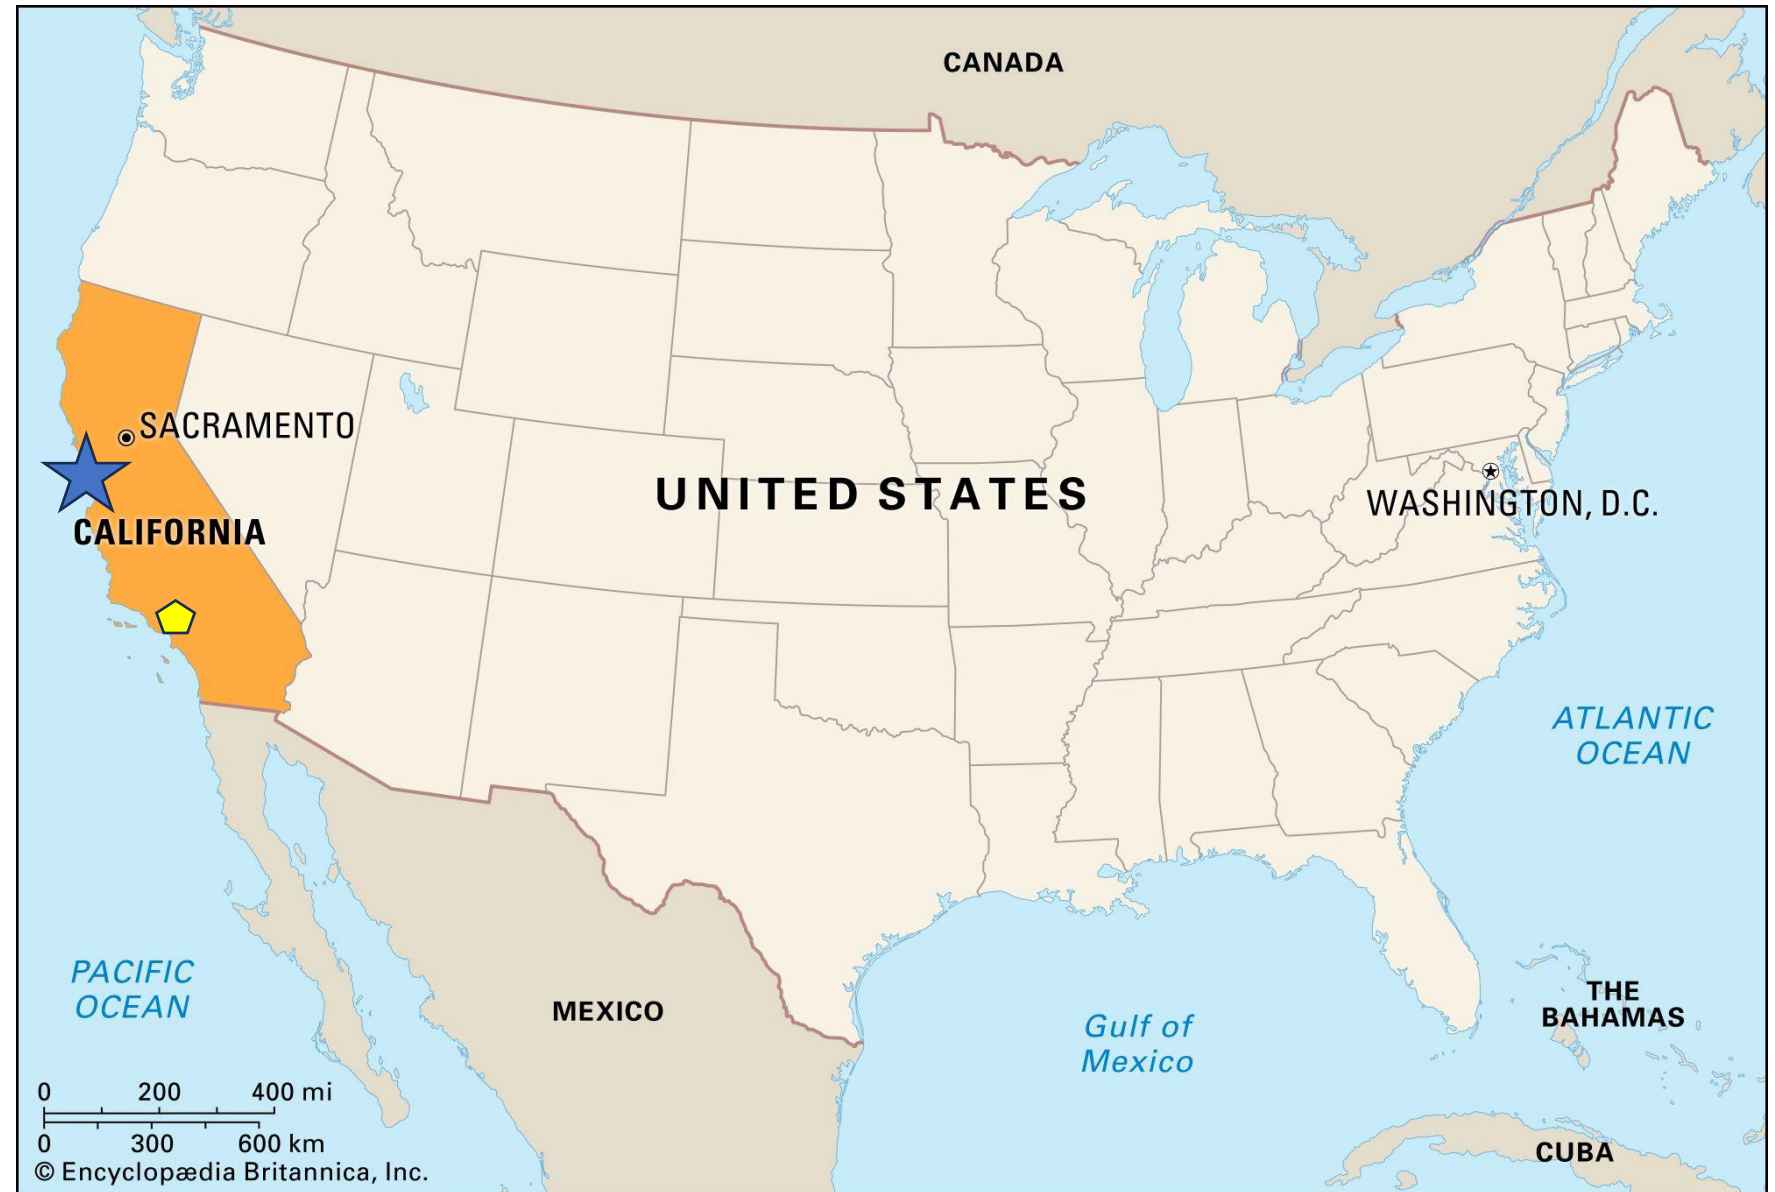 CANADA
SACRAMENTO
UNITED STATES
WASHINGTON, D.C.
CALIFORNIA
ATLANTIC
OCEAN
PACIFIC
OCEAN
MEXICO
Gulf of
Mexico
THE
BAHAMAS
CUBA
0 200 400 mi
0 300 600 km
© Encyclopædia Britannica, Inc.